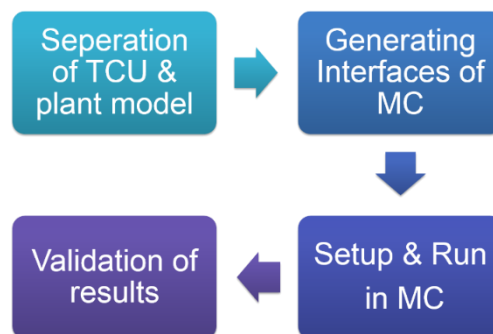 Seperation
of TCU &
plant model
Generating
Interfaces of
MC
Setup & Run
in MC
Validation of
results